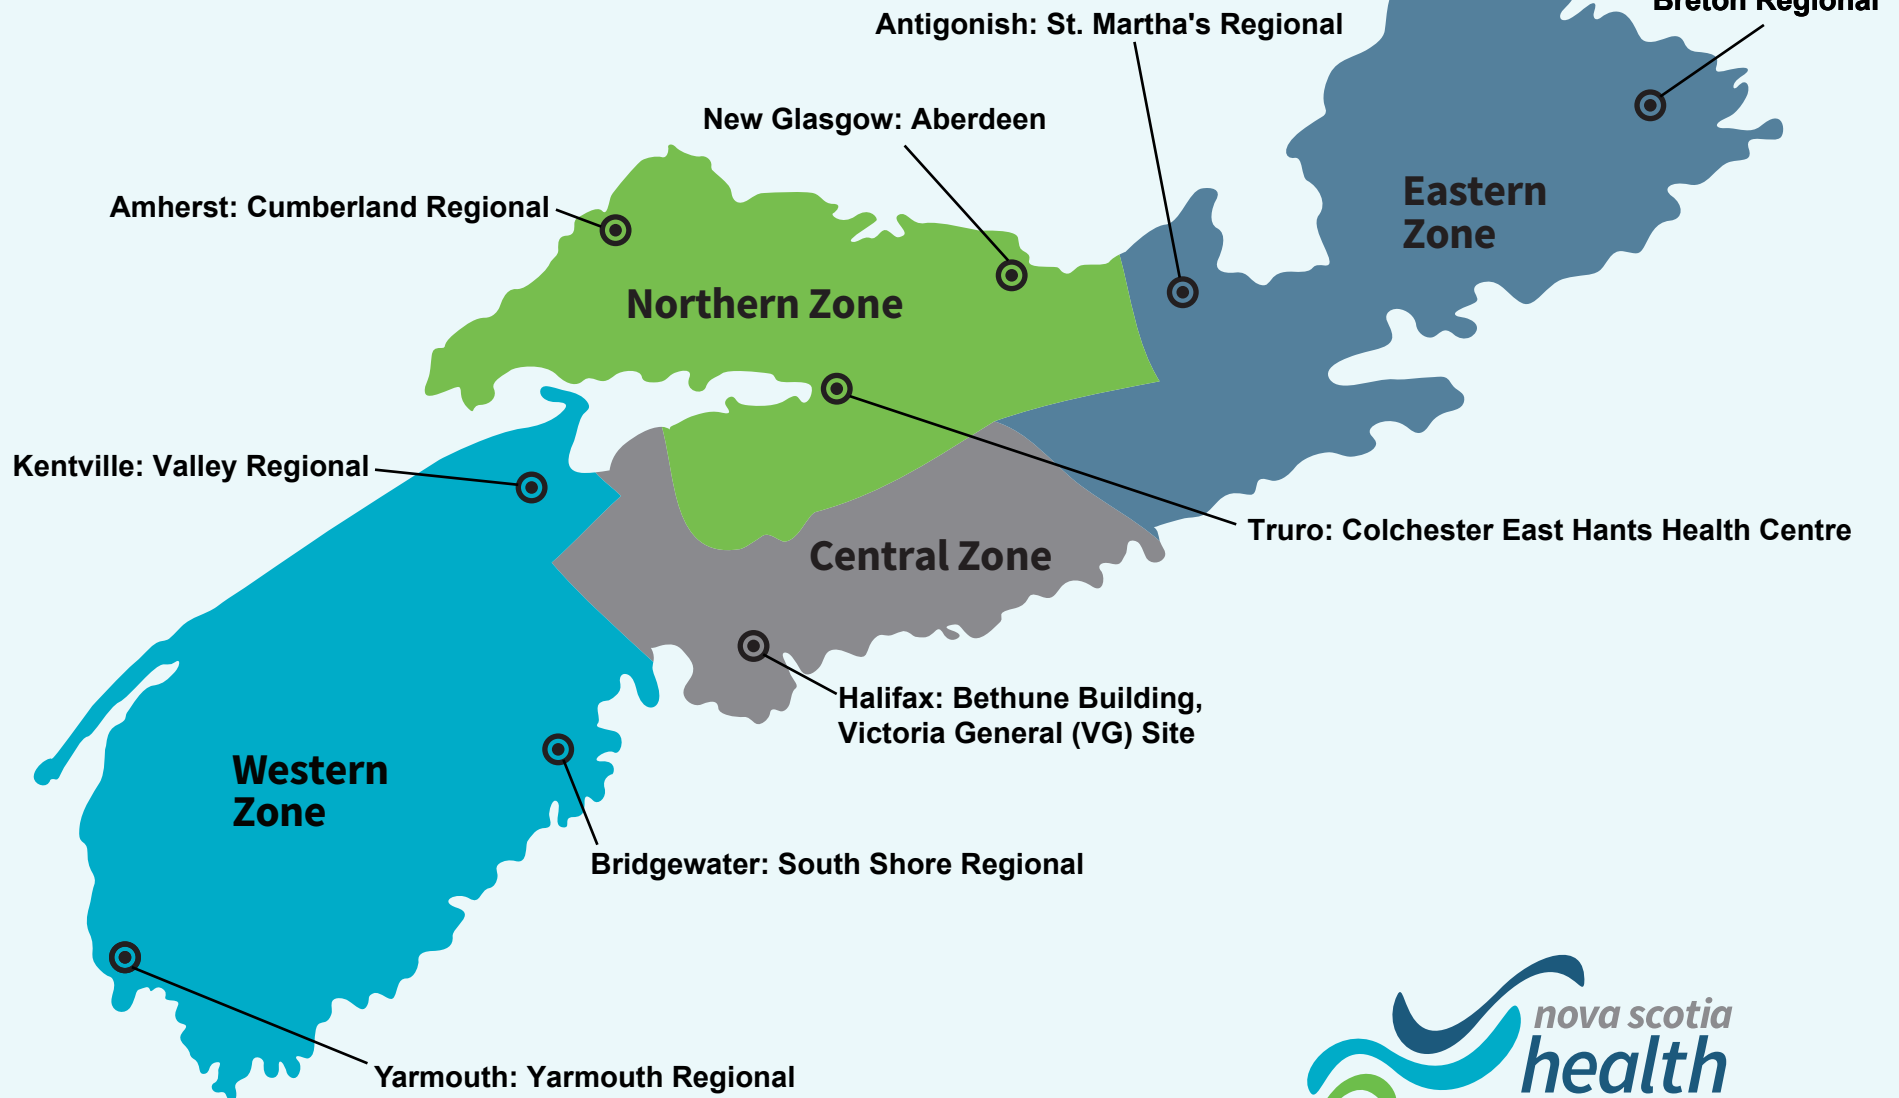 Breton Regional
Antigonish: St. Martha's Regional
New Glasgow: Aberdeen
Amherst: Cumberland Regional
Eastern
Zone
Northern Zone
Kentville: Valley Regional
Truro: Colchester East Hants Health Centre
Central Zone
Halifax: Bethune Building,
Victoria General (VG) Site
Western
Zone
Bridgewater: South Shore Regional
Yarmouth: Yarmouth Regional
nova scotia
health